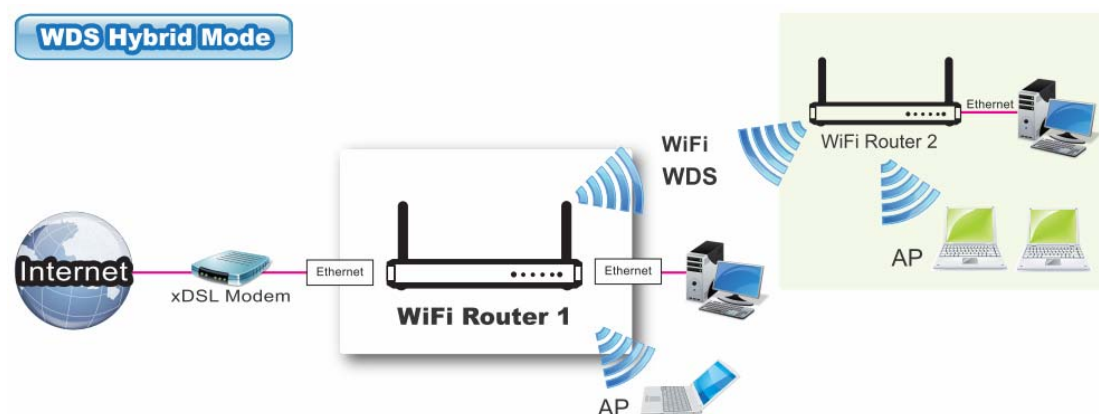 WDS Hybrid Mode
Internet
xDSL Modem
Ethernet
WiFi Router 1
Ethernet
AP
WiFi
WDS
WiFi Router 2
Ethernet
AP